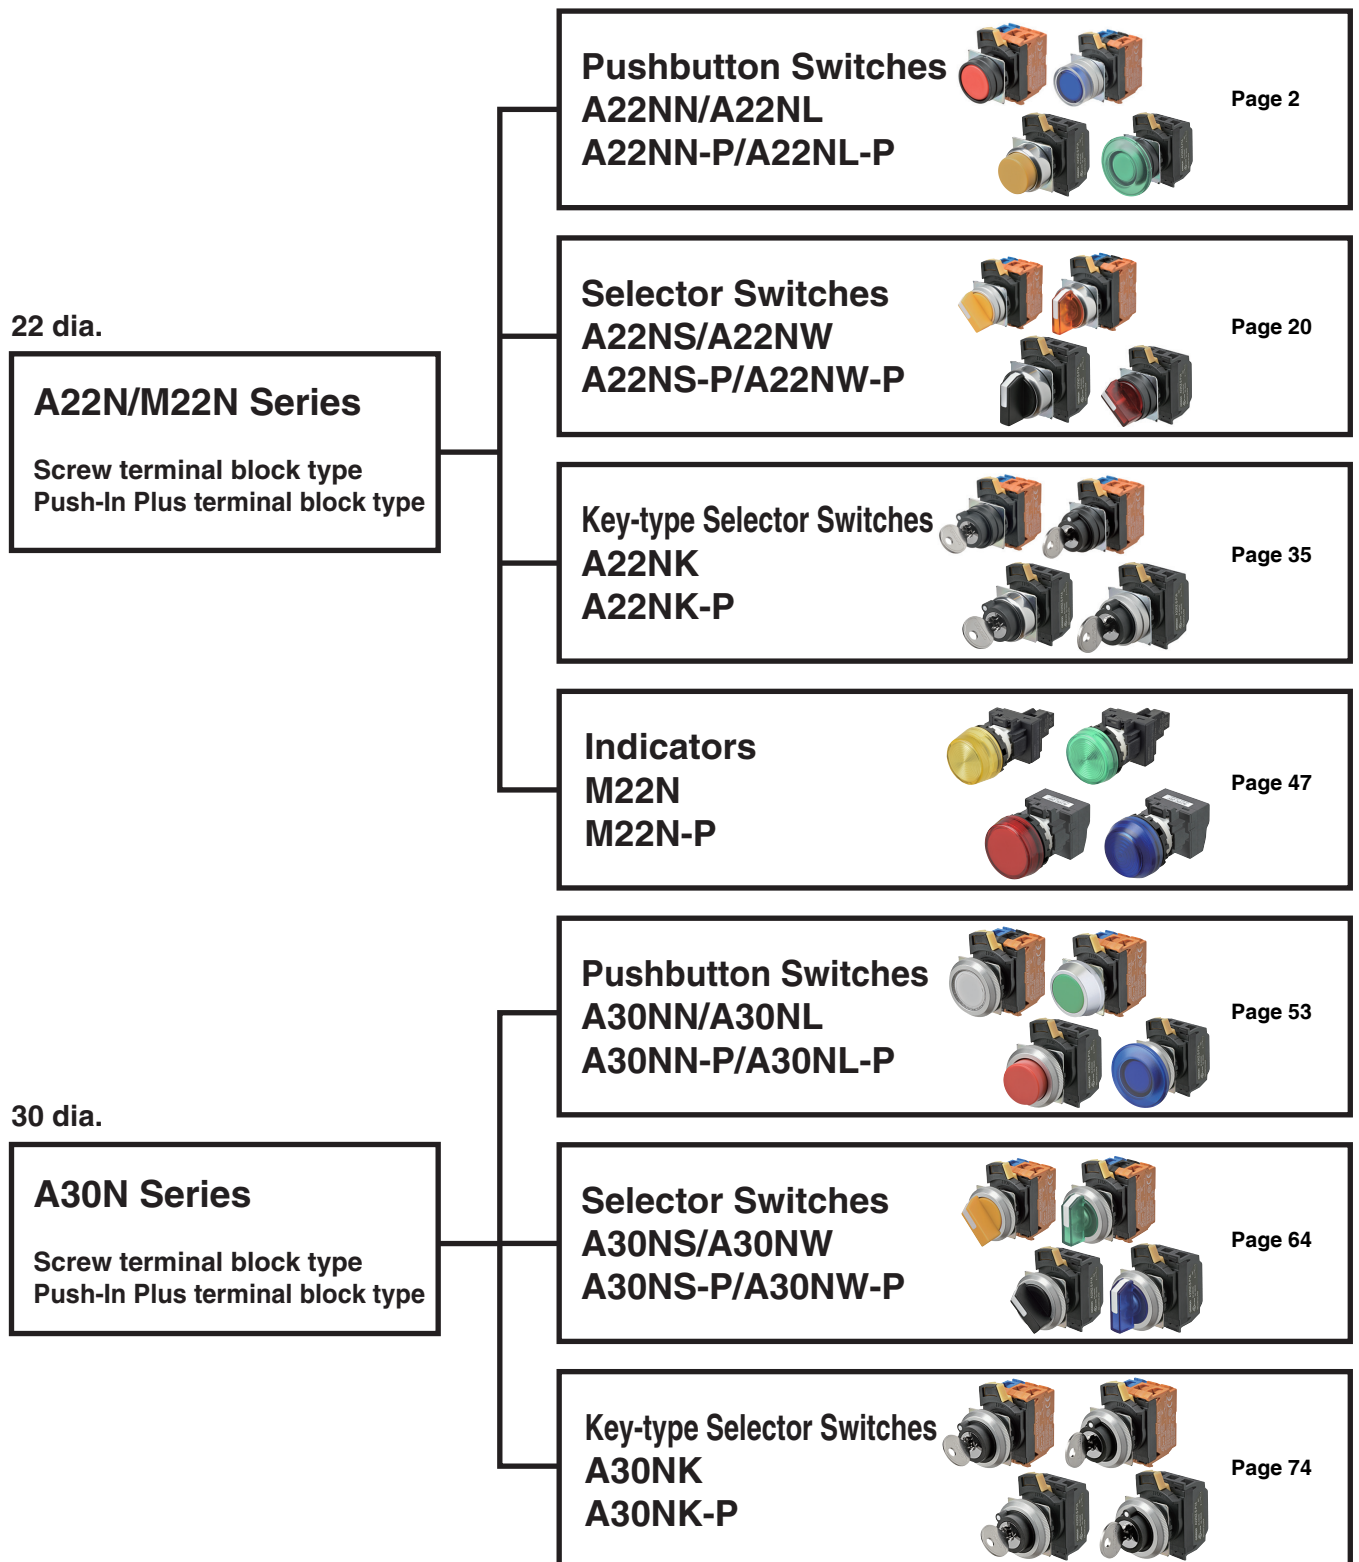 Pushbutton Switches
A22NN/A22NL
A22NN-P/A22NL-P
Page 2
Selector Switches
A22NS/A22NW
A22NS-P/A22NW-P
Page 20
22 dia.
A22N/M22N Series
Screw terminal block type
Push-In Plus terminal block type
Key-type Selector Switches
A22NK
A22NK-P
Page 35
Indicators
M22N
M22N-P
Page 47
Pushbutton Switches
A30NN/A30NL
A30NN-P/A30NL-P
Page 53
30 dia.
A30N Series
Screw terminal block type
Push-In Plus terminal block type
Selector Switches
A30NS/A30NW
A30NS-P/A30NW-P
Page 64
Key-type Selector Switches
A30NK
A30NK-P
Page 74